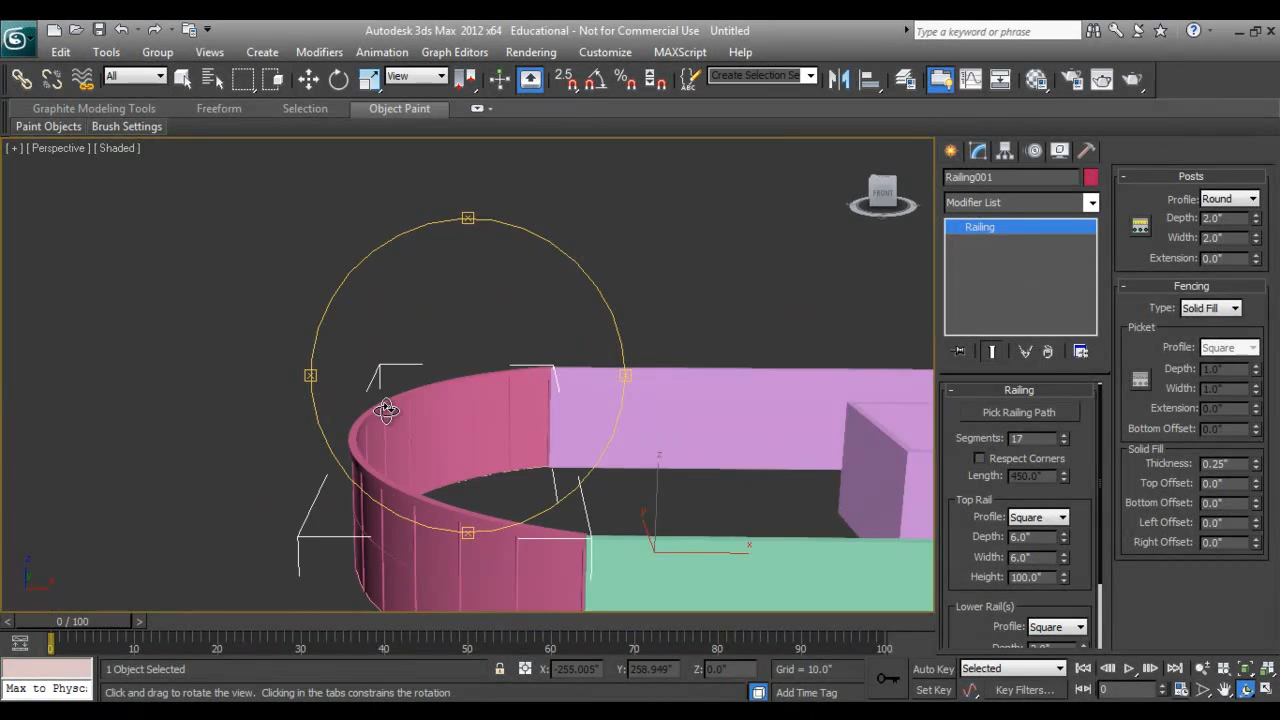 Autodesk 3ds Max 2012 x64 Educational - Not for Commercial Use Untitled
Type a keyword or phrase
Edit Tools Group Views Create Modifiers Animation Graph Editors Rendering Customize MAXScript Help
All View 2.5 Create Selection Se
Graphite Modeling Tools Freeform Selection Object Paint
Paint Objects Brush Settings
[ + ] [ Perspective ] [ Shaded ]
FRONT
z
y
x
Railing001
Modifier List
Railing
- Railing
Pick Railing Path
Segments: 17
Respect Corners
Length: 450.0"
Top Rail
Profile: Square
Depth: 6.0"
Width: 6.0"
Height: 100.0"
Lower Rail(s)
Profile: Square
- Posts
Profile: Round
Depth: 2.0"
Width: 2.0"
Extension: 0.0"
- Fencing
Type: Solid Fill
Picket
Profile: Square
Depth: 1.0"
Width: 1.0"
Extension: 0.0"
Bottom Offset: 0.0"
Solid Fill
Thickness: 0.25"
Top Offset: 0.0"
Bottom Offset: 0.0"
Left Offset: 0.0"
Right Offset: 0.0"
< 0 / 100 >
0 10 20 30 40 50 60 70 80 90 100
1 Object Selected X: -255.005" Y: 258.949" Z: 0.0" Grid = 10.0" Auto Key Selected
Max to Physc
Click and drag to rotate the view. Clicking in the tabs constrains the rotation Add Time Tag Set Key Key Filters... 0